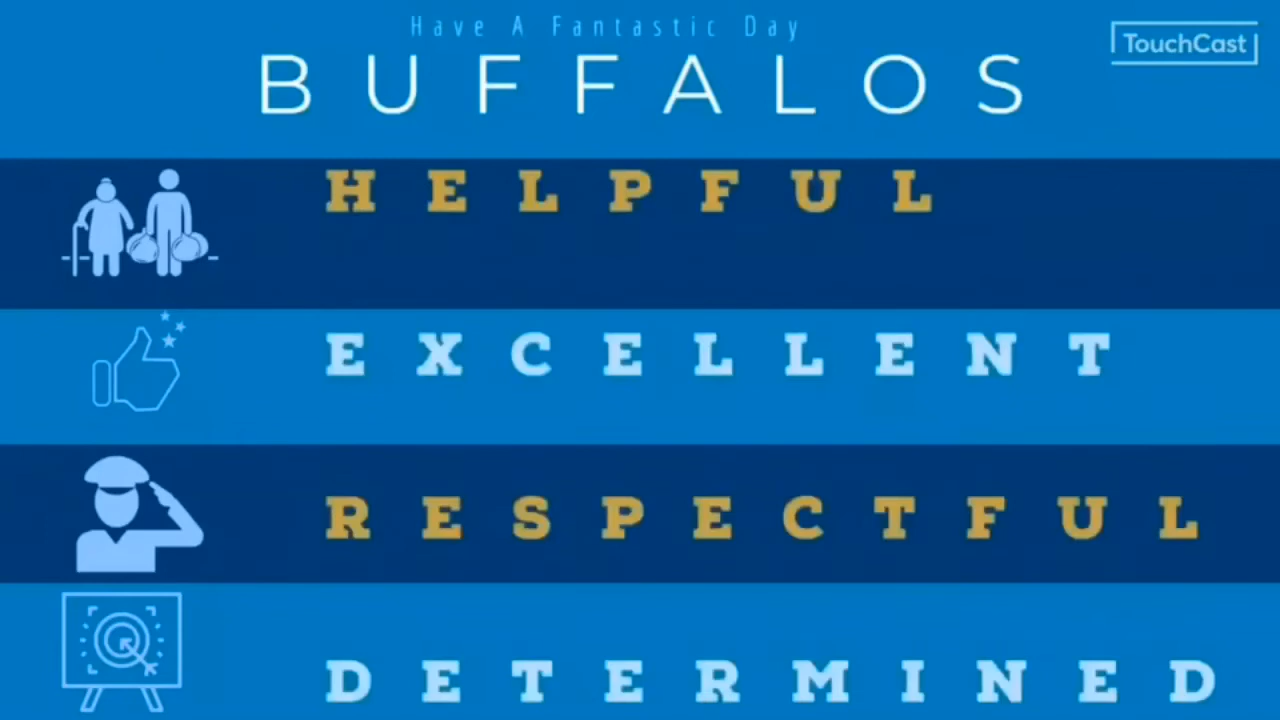 Have A Fantastic Day
TouchCast
BUFFALOS
HELPFUL
EXCELLENT
RESPECTFUL
DETERMINED